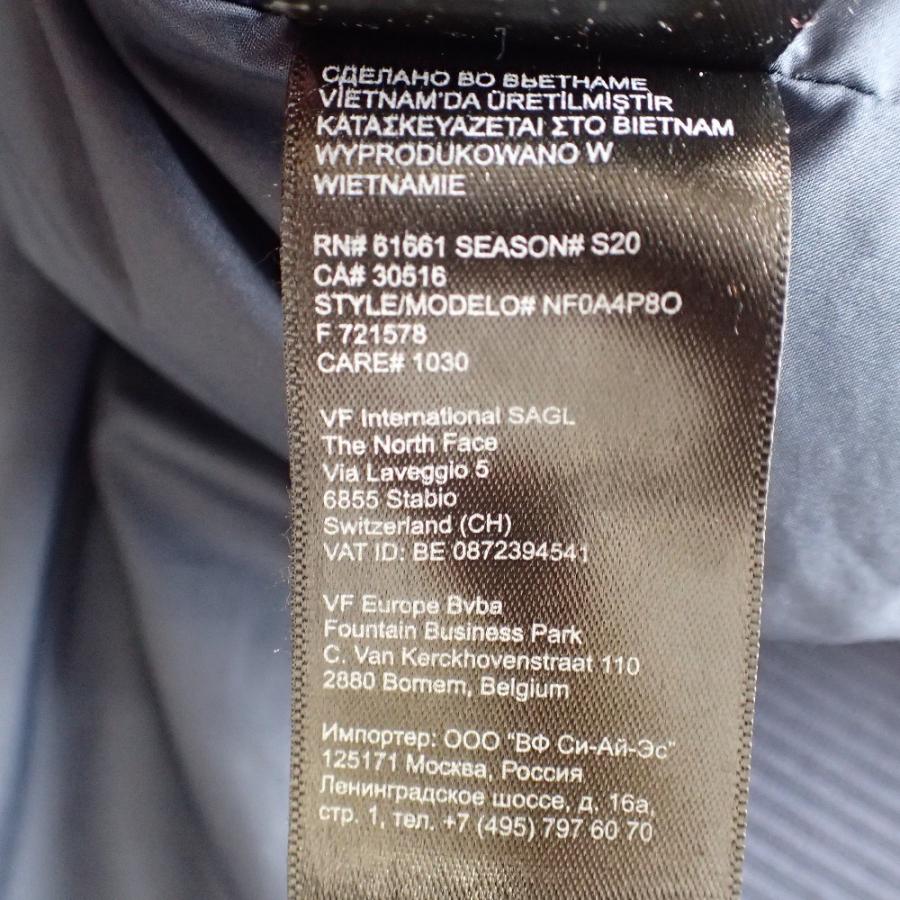 СДЕЛАНО ВО ВЬЕТНАМЕ
VİETNAM'DA ÜRETİLMİŞTİR
ΚΑΤΑΣΚΕΥΑΖΕΤΑΙ ΣΤΟ ΒΙΕΤΝΑΜ
WYPRODUKOWANO W
WIETNAMIE
RN# 61661 SEASON# S20
CA# 30516
STYLE/MODELO# NF0A4P8O
F 721578
CARE# 1030
VF International SAGL
The North Face
Via Laveggio 5
6855 Stabio
Switzerland (CH)
VAT ID: BE 0872394541
VF Europe Bvba
Fountain Business Park
C. Van Kerckhovenstraat 110
2880 Bornem, Belgium
Импортер: ООО "ВФ Си-Ай-Эс"
125171 Москва, Россия
Ленинградское шоссе, д. 16а,
стр. 1, тел. +7 (495) 797 60 70